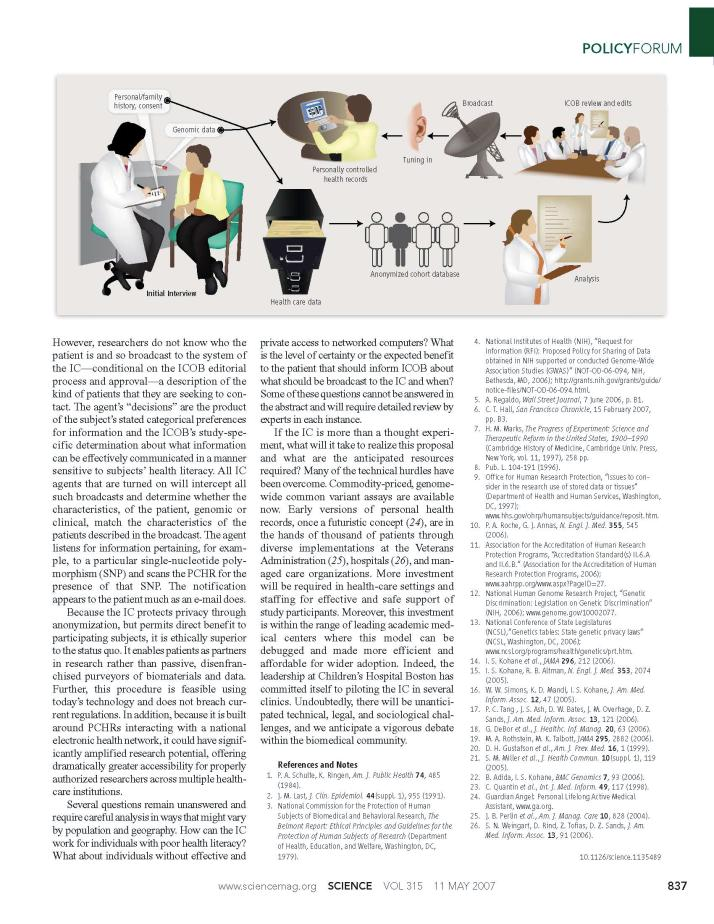 POLICYFORUM
Personal/family
history, consent
Genomic data
Initial Interview
Personally controlled
health records
Tuning in
Broadcast
ICOB review and edits
Health care data
Anonymized cohort database
Analysis
However, researchers do not know who the
patient is and so broadcast to the system of
the IC—conditional on the ICOB editorial
process and approval—a description of the
kind of patients that they are seeking to con-
tact. The agent's "decisions" are the product
of the subject's stated categorical preferences
for information and the ICOB's study-spe-
cific determination about what information
can be effectively communicated in a manner
sensitive to subjects' health literacy. All IC
agents that are turned on will intercept all
such broadcasts and determine whether the
characteristics, of the patient, genomic or
clinical, match the characteristics of the
patients described in the broadcast. The agent
listens for information pertaining, for exam-
ple, to a particular single-nucleotide poly-
morphism (SNP) and scans the PCHR for the
presence of that SNP. The notification
appears to the patient much as an e-mail does.
Because the IC protects privacy through
anonymization, but permits direct benefit to
participating subjects, it is ethically superior
to the status quo. It enables patients as partners
in research rather than passive, disenfran-
chised purveyors of biomaterials and data.
Further, this procedure is feasible using
today's technology and does not breach cur-
rent regulations. In addition, because it is built
around PCHRs interacting with a national
electronic health network, it could have signif-
icantly amplified research potential, offering
dramatically greater accessibility for properly
authorized researchers across multiple health-
care institutions.
Several questions remain unanswered and
require careful analysis in ways that might vary
by population and geography. How can the IC
work for individuals with poor health literacy?
What about individuals without effective and
private access to networked computers? What
is the level of certainty or the expected benefit
to the patient that should inform ICOB about
what should be broadcast to the IC and when?
Some of these questions cannot be answered in
the abstract and will require detailed review by
experts in each instance.
If the IC is more than a thought experi-
ment, what will it take to realize this proposal
and what are the anticipated resources
required? Many of the technical hurdles have
been overcome. Commodity-priced, genome-
wide common variant assays are available
now. Early versions of personal health
records, once a futuristic concept (24), are in
the hands of thousands of patients through
diverse implementations at the Veterans
Administration (25), hospitals (26), and man-
aged care organizations. More investment
will be required in health-care settings and
staffing for effective and safe support of
study participants. Moreover, this investment
is within the range of leading academic med-
ical centers where this model can be
debugged and made more efficient and
affordable for wider adoption. Indeed, the
leadership at Children's Hospital Boston has
committed itself to piloting the IC in several
clinics. Undoubtedly, there will be unantici-
pated technical, legal, and sociological chal-
lenges, and we anticipate a vigorous debate
within the biomedical community.
References and Notes
1. P. A. Schulte, K. Ringen, Am. J. Public Health 74, 485
(1984).
2. J. M. Last, J. Clin. Epidemiol. 44(suppl. 1), 95S (1991).
3. National Commission for the Protection of Human
Subjects of Biomedical and Behavioral Research, The
Belmont Report: Ethical Principles and Guidelines for the
Protection of Human Subjects of Research (Department
of Health, Education, and Welfare, Washington, DC,
1979).
4. National Institutes of Health (NIH), "Request for
Information (RFI): Proposed Policy for Sharing of Data
obtained in NIH supported or conducted Genome-Wide
Association Studies (GWAS)" (NOT-OD-06-094, NIH,
Bethesda, MD, 2006); http://grants.nih.gov/grants/guide/
notice-files/NOT-OD-06-094.html.
5. A. Regaldo, Wall Street Journal, 7 June 2006, p. B1.
6. C. T. Hall, San Francisco Chronicle, 15 February 2007,
pp. B3.
7. H. M. Marks, The Progress of Experiment: Science and
Therapeutic Reform in the United States, 1900–1990
(Cambridge History of Medicine, Cambridge Univ. Press,
New York, vol. 11, 1997), 258 pp.
8. Pub. L. 104-191 (1996).
9. Office for Human Research Protection, "Issues to con-
sider in the research use of stored data or tissues"
(Department of Health and Human Services, Washington,
DC, 1997);
www.hhs.gov/ohrp/humansubjects/guidance/reposit.htm.
10. P. A. Roche, G. J. Annas, N. Engl. J. Med. 355, 545
(2006).
11. Association for the Accreditation of Human Research
Protection Programs, "Accreditation Standard(s) II.6.A
and II.6.B." (Association for the Accreditation of Human
Research Protection Programs, 2006);
www.aahrpp.org/www.aspx?PageID=27.
12. National Human Genome Research Project, "Genetic
Discrimination: Legislation on Genetic Discrimination"
(NIH, 2006); www.genome.gov/10002077.
13. National Conference of State Legislatures
(NCSL),"Genetics tables: State genetic privacy laws"
(NCSL, Washington, DC, 2006);
www.ncsl.org/programs/health/genetics/prt.htm.
14. I. S. Kohane et al., JAMA 296, 212 (2006).
15. I. S. Kohane, R. B. Altman, N. Engl. J. Med. 353, 2074
(2005).
16. W. W. Simons, K. D. Mandl, I. S. Kohane, J. Am. Med.
Inform. Assoc. 12, 47 (2005).
17. P. C. Tang, J. S. Ash, D. W. Bates, J. M. Overhage, D. Z.
Sands, J. Am. Med. Inform. Assoc. 13, 121 (2006).
18. G. DeBor et al., J. Healthc. Inf. Manag. 20, 63 (2006).
19. M. A. Rothstein, M. K. Talbott, JAMA 295, 2882 (2006).
20. D. H. Gustafson et al., Am. J. Prev. Med. 16, 1 (1999).
21. S. M. Miller et al., J. Health Commun. 10(suppl. 1), 119
(2005).
22. B. Adida, I. S. Kohane, BMC Genomics 7, 93 (2006).
23. C. Quantin et al., Int. J. Med. Inform. 49, 117 (1998).
24. Guardian Angel: Personal Lifelong Active Medical
Assistant, www.ga.org.
25. J. B. Perlin et al., Am. J. Manag. Care 10, 828 (2004).
26. S. N. Weingart, D. Rind, Z. Tofias, D. Z. Sands, J. Am.
Med. Inform. Assoc. 13, 91 (2006).
10.1126/science.1135489
www.sciencemag.org SCIENCE VOL 315 11 MAY 2007 837